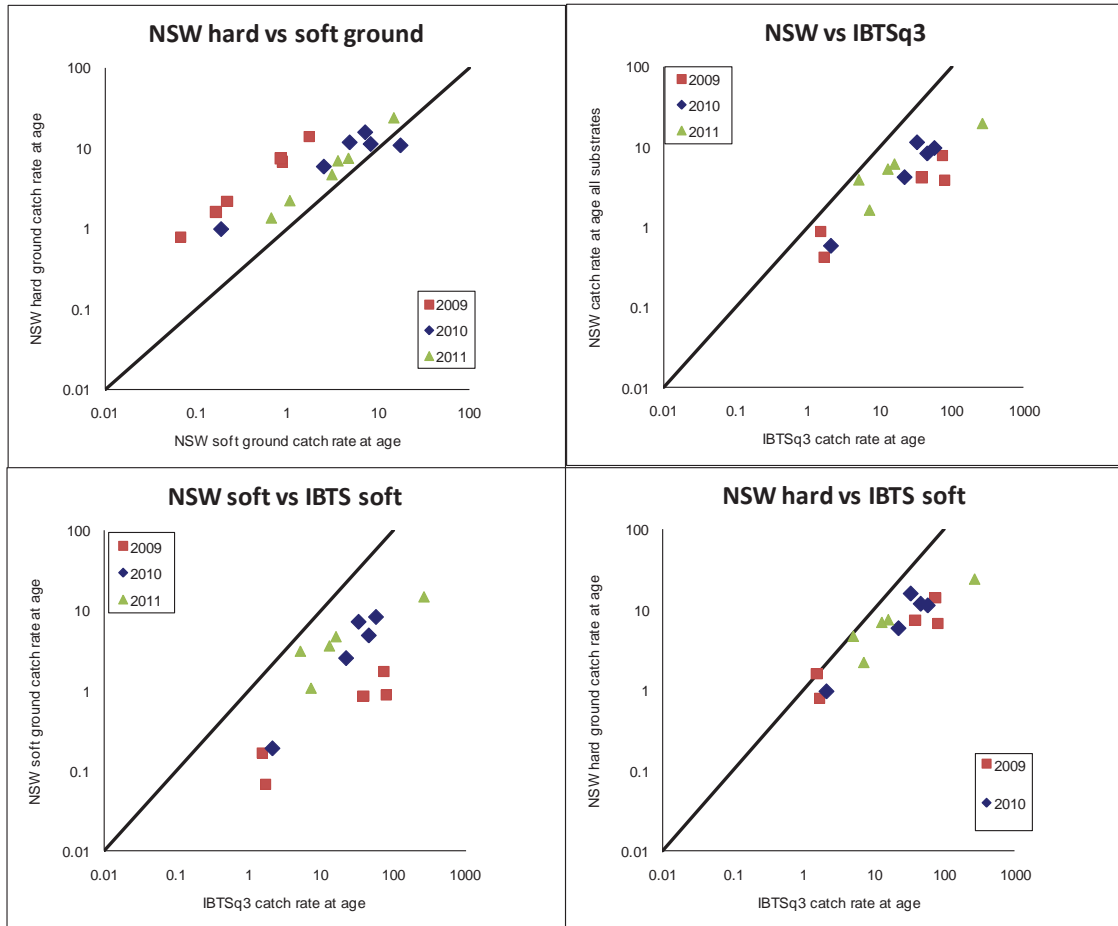 NSW hard vs soft ground
100
10
1
0.1
0.01
NSW hard ground catch rate at age
0.01 0.1 1 10 100
NSW soft ground catch rate at age
2009
2010
2011
NSW vs IBTSq3
100
10
1
0.1
0.01
NSW catch rate at age all substrates
0.01 0.1 1 10 100 1000
IBTSq3 catch rate at age
2009
2010
2011
NSW soft vs IBTS soft
100
10
1
0.1
0.01
NSW soft ground catch rate at age
0.01 0.1 1 10 100 1000
IBTSq3 catch rate at age
2009
2010
2011
NSW hard vs IBTS soft
100
10
1
0.1
0.01
NSW hard ground catch rate at age
0.01 0.1 1 10 100 1000
IBTSq3 catch rate at age
2009
2010